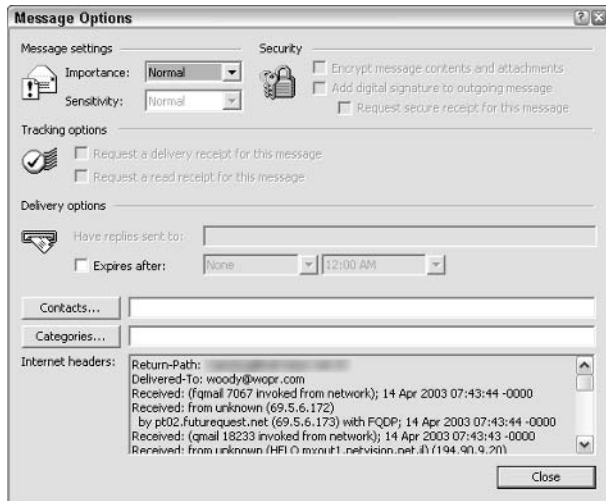 Message Options
Message settings
Security
Importance:
Normal
Sensitivity:
Normal
Encrypt message contents and attachments
Add digital signature to outgoing message
Request secure receipt for this message
Tracking options
Request a delivery receipt for this message
Request a read receipt for this message
Delivery options
Have replies sent to:
Expires after:
None
12:00 AM
Contacts...
Categories...
Internet headers:
Return-Path:
Delivered-To: woody@wopr.com
Received: (fqmail 7067 invoked from network); 14 Apr 2003 07:43:44 -0000
Received: from unknown (69.5.6.172)
by pt02.futurequest.net (69.5.6.173) with FQDP; 14 Apr 2003 07:43:44 -0000
Received: (qmail 18233 invoked from network); 14 Apr 2003 07:43:43 -0000
Received: from unknown (HELO mxout1.netvision.net.il) (194.90.9.20)
Close